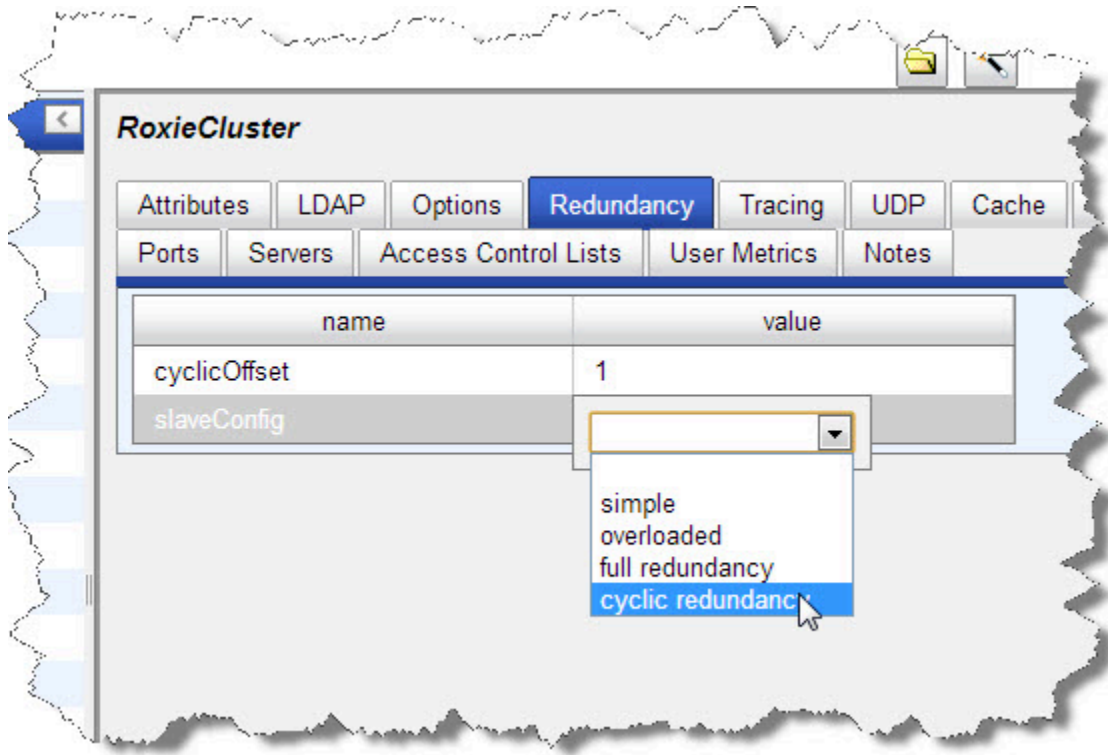 RoxieCluster
Attributes LDAP Options Redundancy Tracing UDP Cache
Ports Servers Access Control Lists User Metrics Notes
name value
cyclicOffset 1
slaveConfig
simple
overloaded
full redundancy
cyclic redundancy